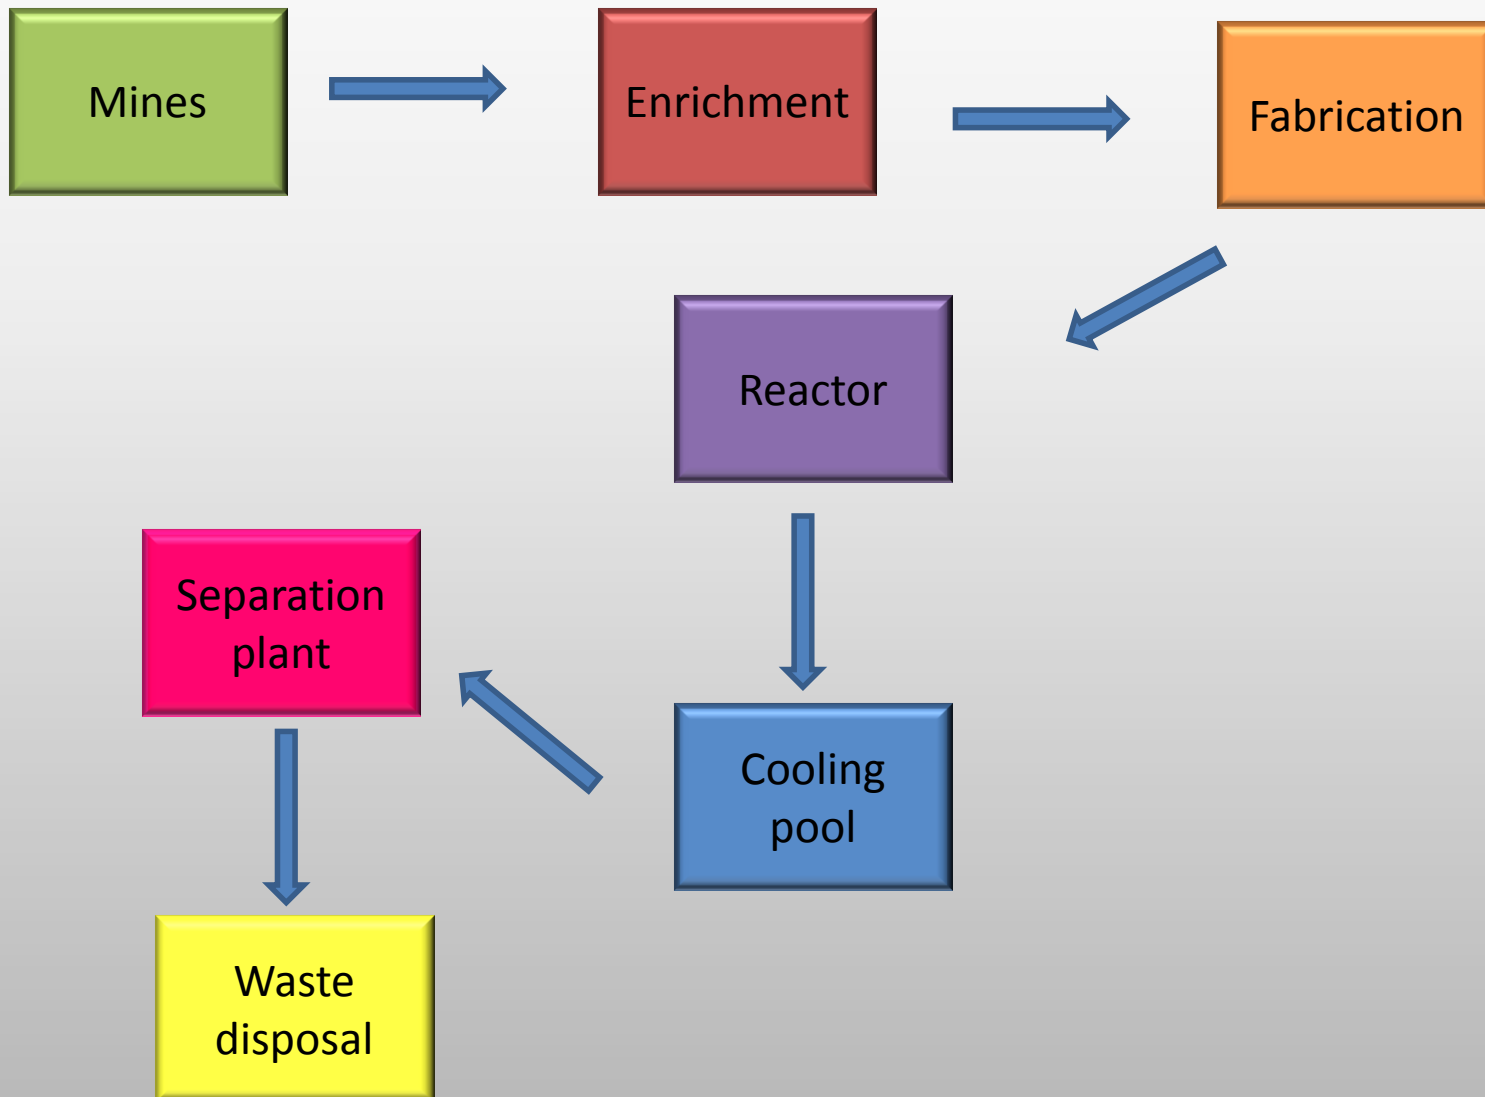 Mines
Enrichment
Fabrication
Reactor
Separation
plant
Cooling
pool
Waste
disposal